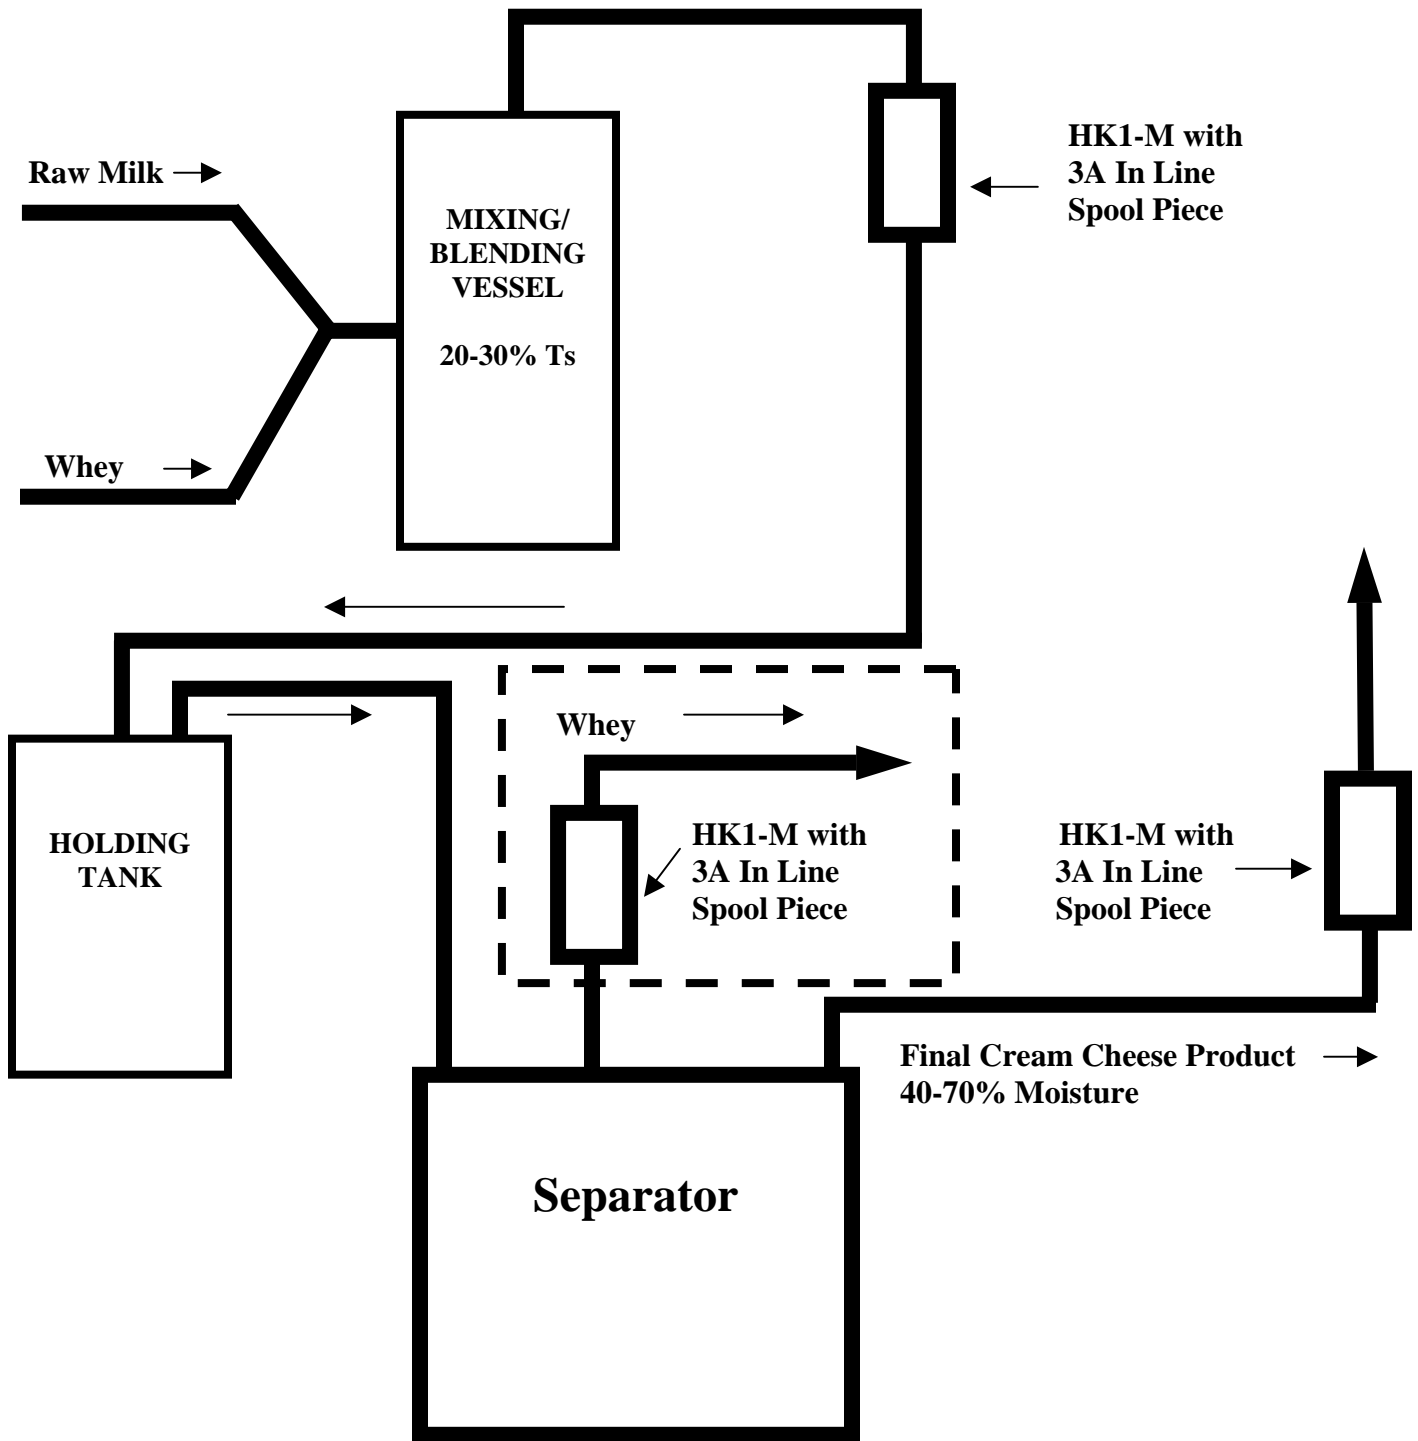 Raw Milk
MIXING/
BLENDING
VESSEL
20-30% Ts
HK1-M with
3A In Line
Spool Piece
Whey
Whey
HOLDING
TANK
HK1-M with
3A In Line
Spool Piece
HK1-M with
3A In Line
Spool Piece
Final Cream Cheese Product
40-70% Moisture
Separator